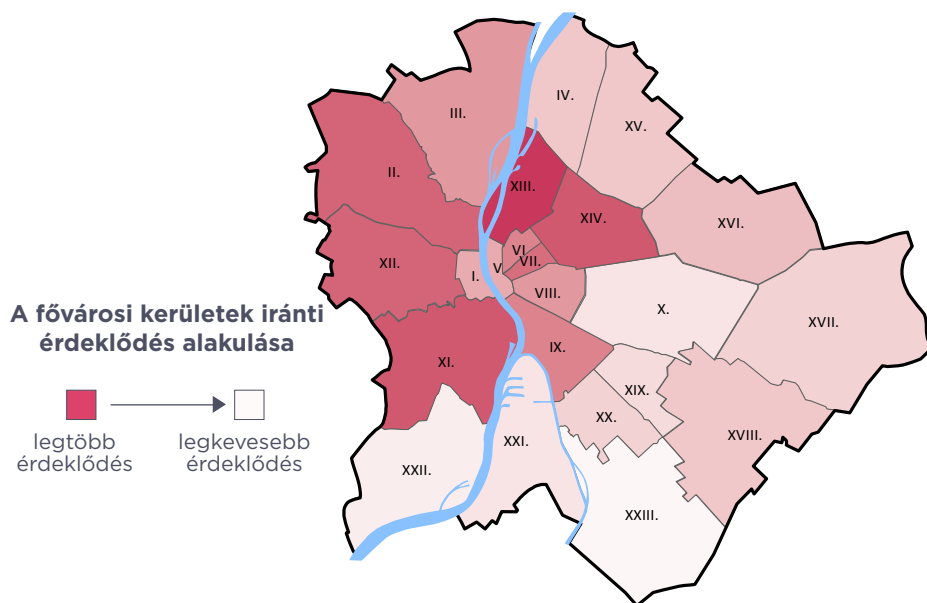 IV.
III.
XV.
II.
XIII.
XIV.
XVI.
VI.
XII.
I.
V.
VII.
VIII.
X.
XVII.
A fővárosi kerületek iránti
érdeklődés alakulása
IX.
XI.
XIX.
legtöbb
érdeklődés
legkevesebb
érdeklődés
XX.
XVIII.
XXI.
XXII.
XXIII.